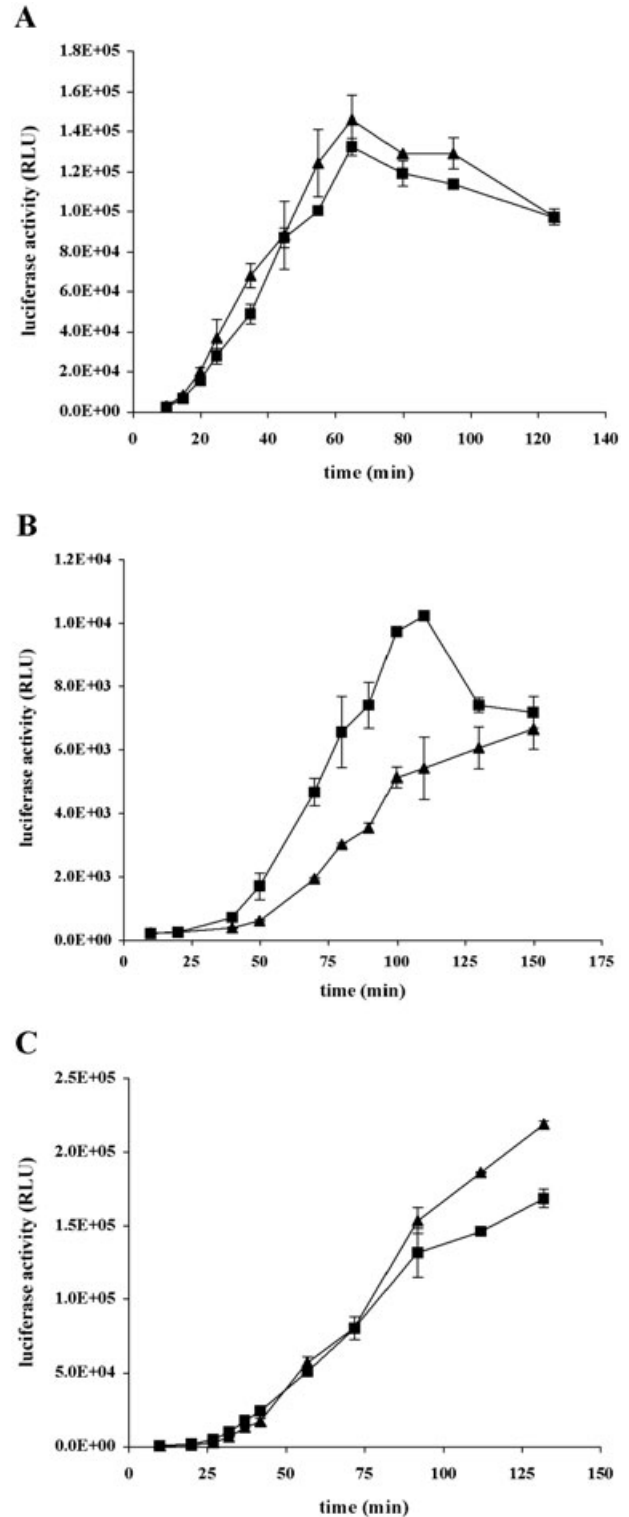 A
1.8E+05
1.6E+05
1.4E+05
1.2E+05
1.0E+05
8.0E+04
6.0E+04
4.0E+04
2.0E+04
0.0E+00
luciferase activity (RLU)
0 20 40 60 80 100 120 140
time (min)
B
1.2E+04
1.0E+04
8.0E+03
6.0E+03
4.0E+03
2.0E+03
0.0E+00
luciferase activity (RLU)
0 25 50 75 100 125 150 175
time (min)
C
2.5E+05
2.0E+05
1.5E+05
1.0E+05
5.0E+04
0.0E+00
luciferase activity (RLU)
0 25 50 75 100 125 150
time (min)